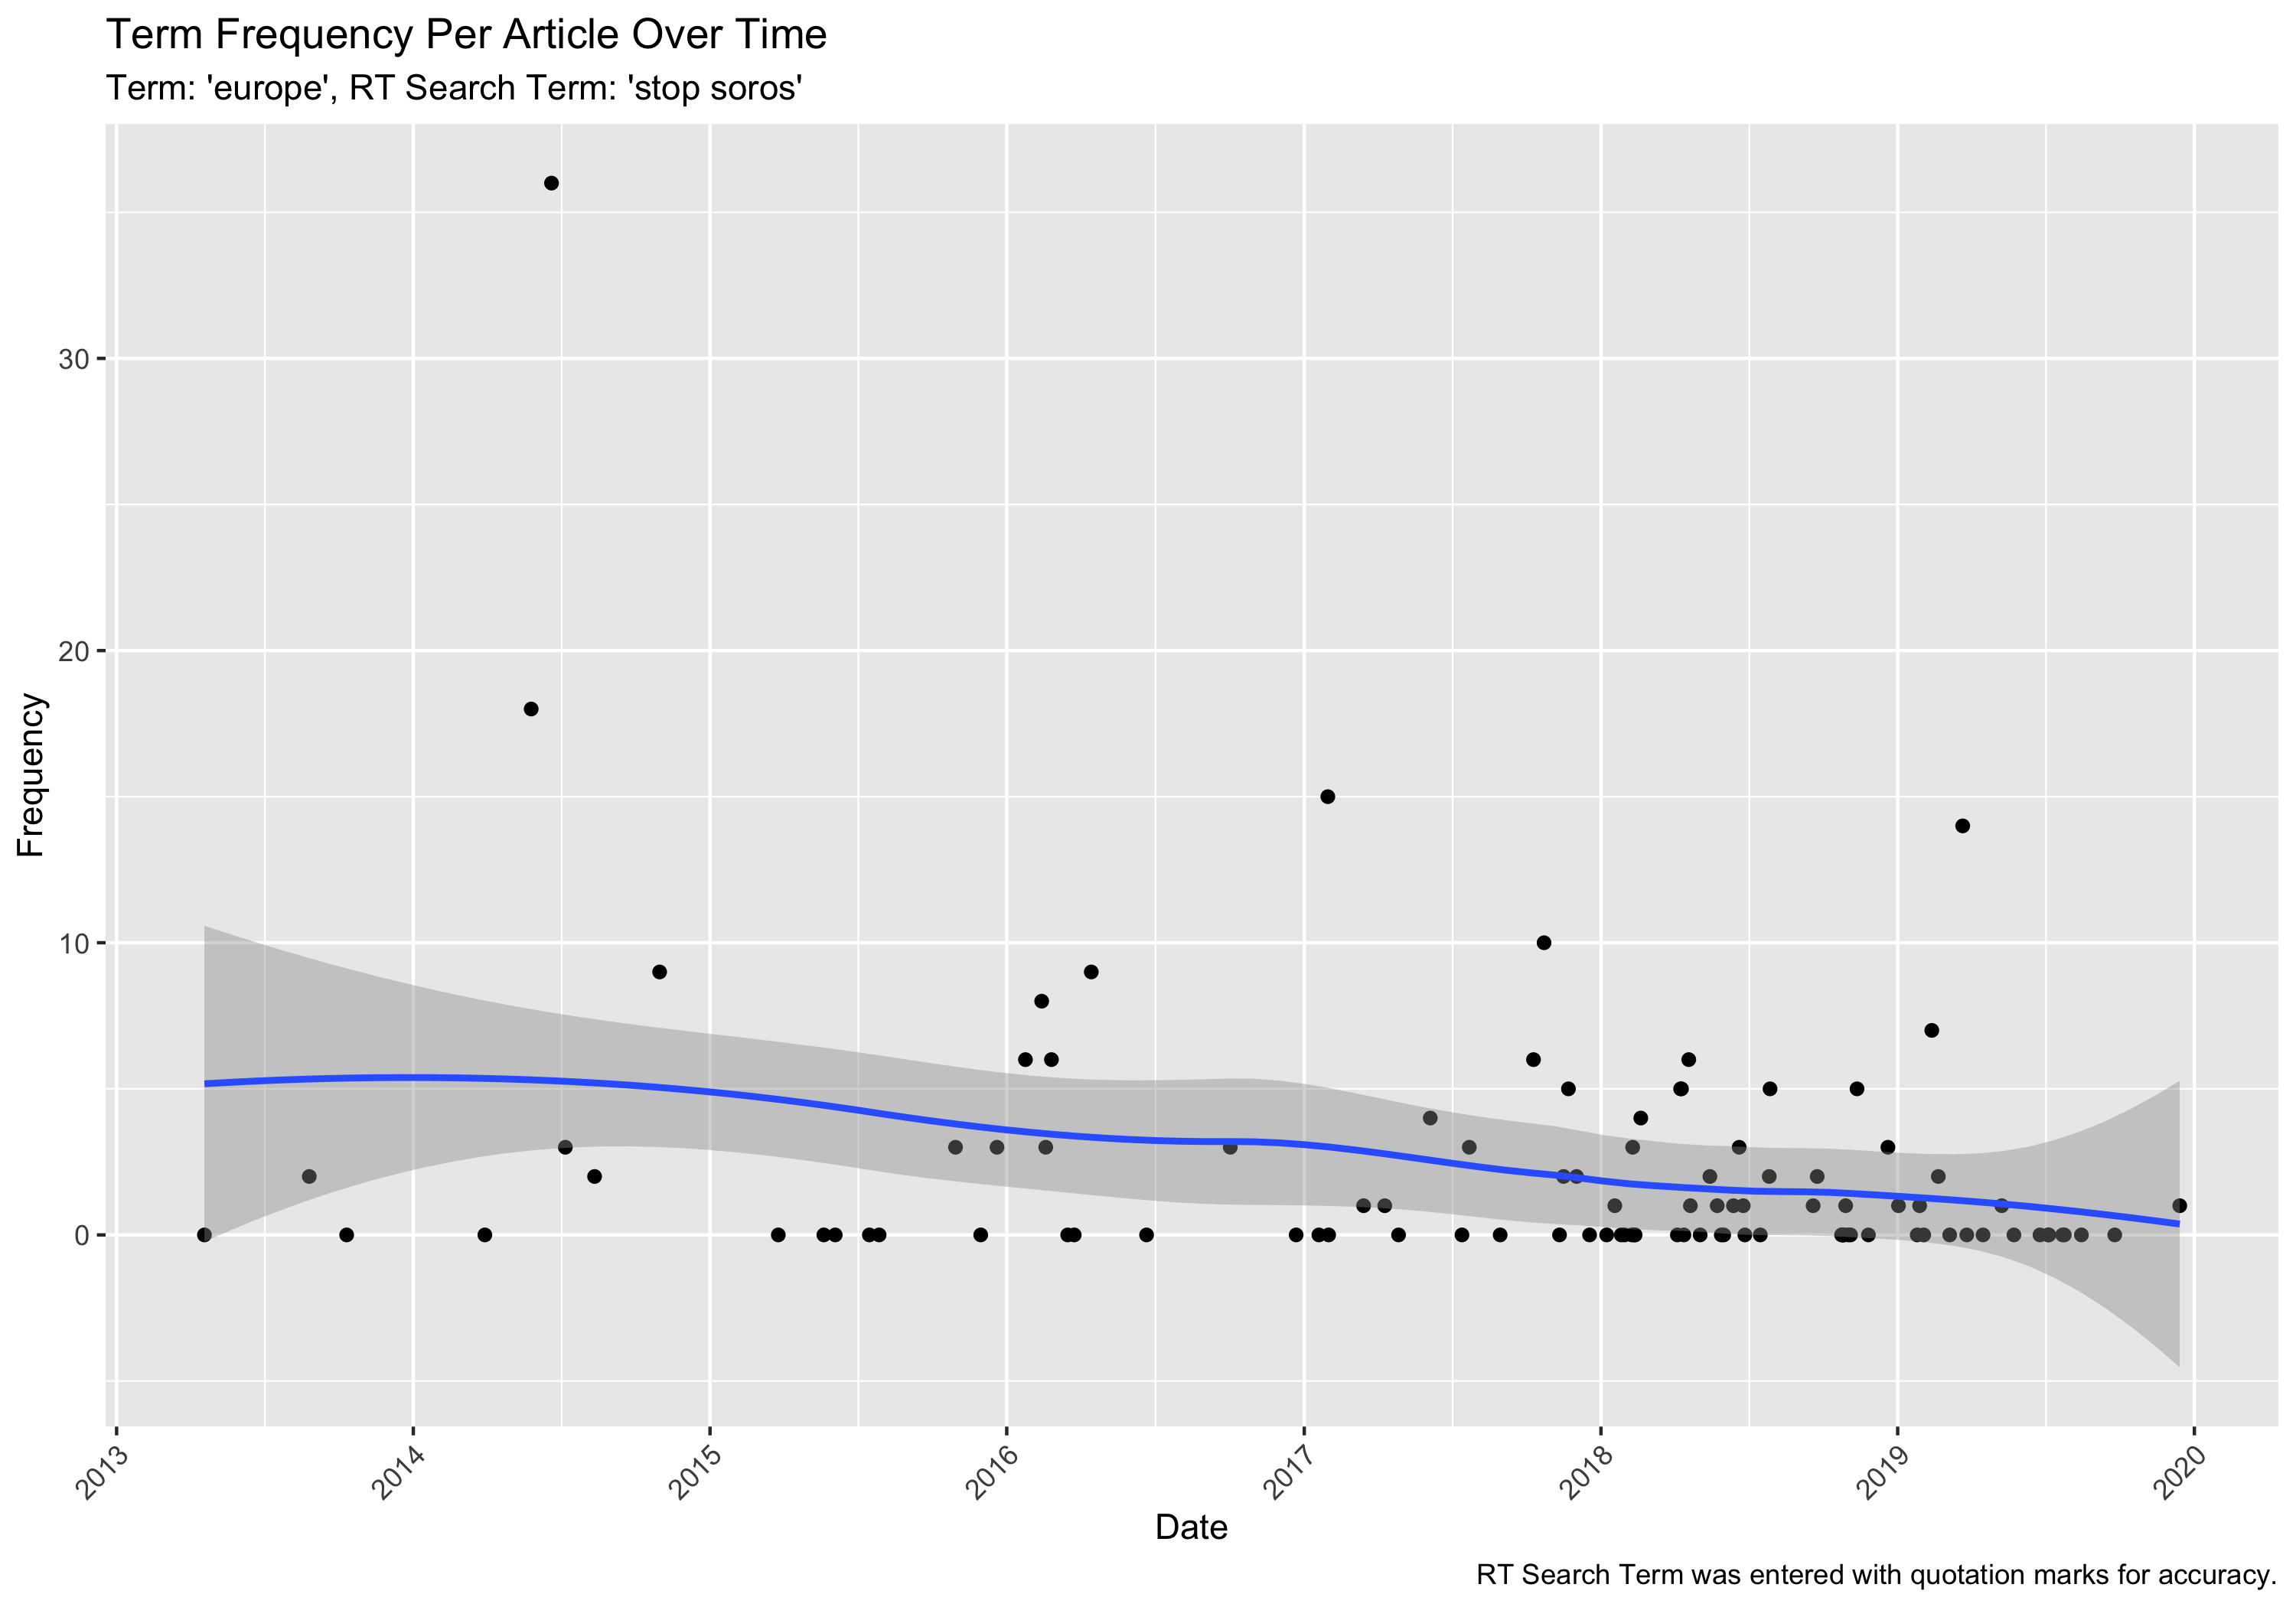 Term Frequency Per Article Over Time
Term: 'europe', RT Search Term: 'stop soros'
Frequency
30
20
10
0
2013
2014
2015
2016
2017
2018
2019
2020
Date
RT Search Term was entered with quotation marks for accuracy.